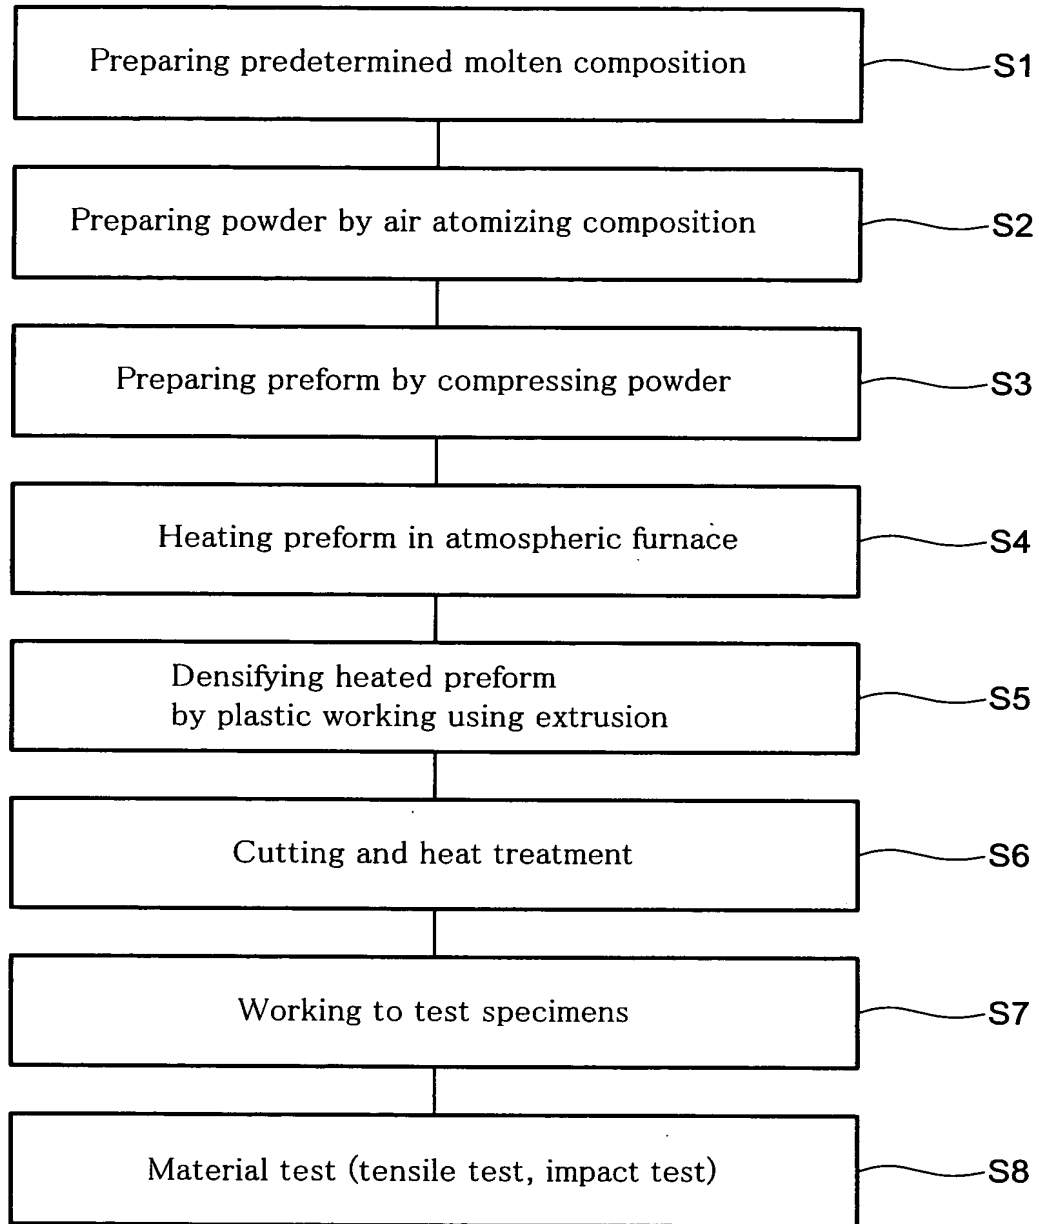 Preparing predetermined molten composition
S1
Preparing powder by air atomizing composition
S2
Preparing preform by compressing powder
S3
Heating preform in atmospheric furnace
S4
Densifying heated preform
by plastic working using extrusion
S5
Cutting and heat treatment
S6
Working to test specimens
S7
Material test (tensile test, impact test)
S8